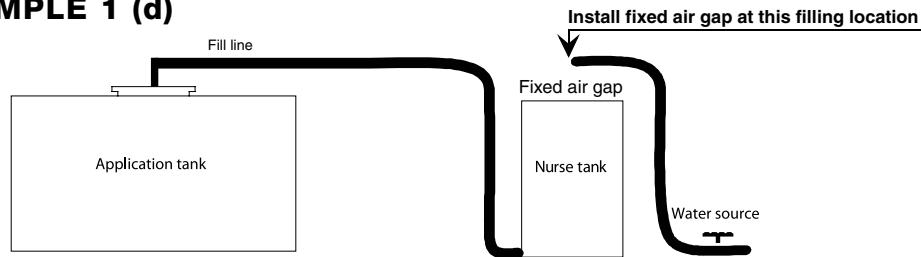 MPLE 1 (d)
Install fixed air gap at this filling location
Fill line
Fixed air gap
Application tank
Nurse tank
Water source